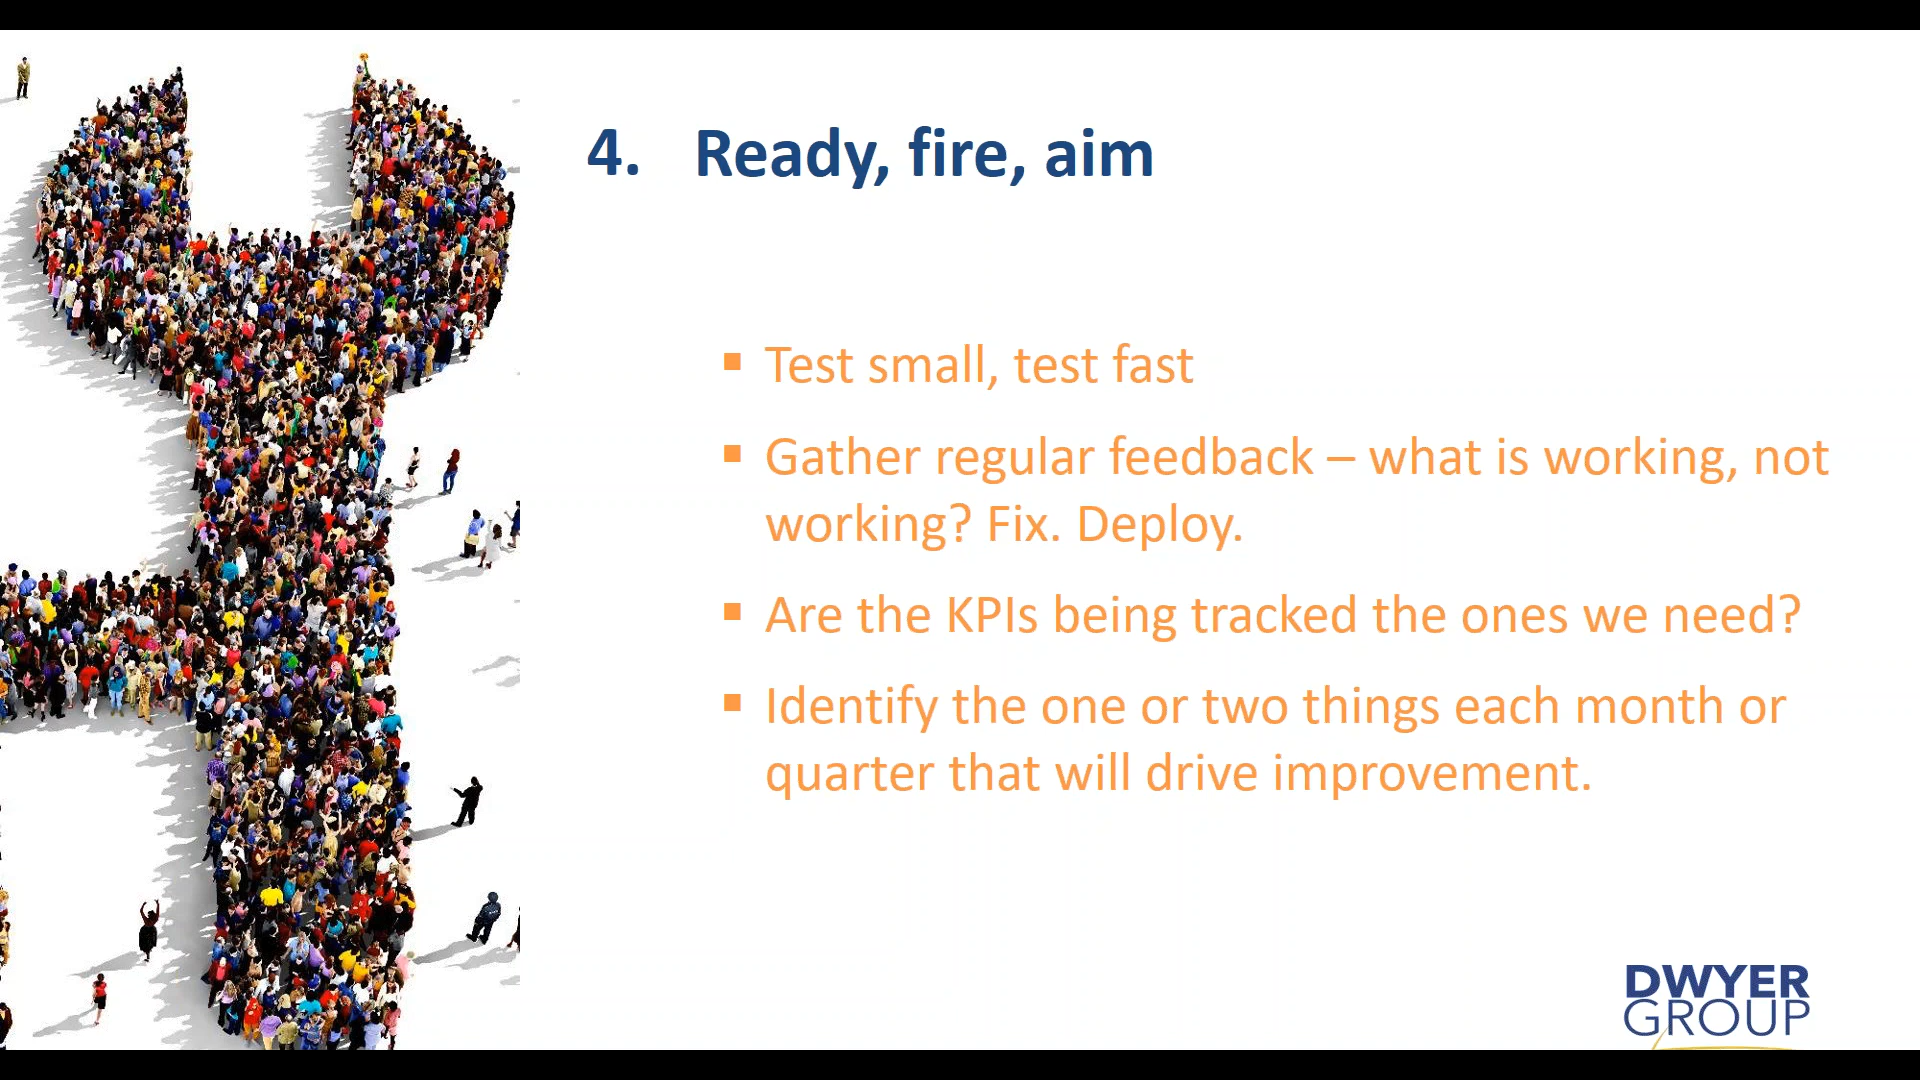 4. Ready, fire, aim
▪ Test small, test fast
▪ Gather regular feedback – what is working, not
working? Fix. Deploy.
▪ Are the KPIs being tracked the ones we need?
▪ Identify the one or two things each month or
quarter that will drive improvement.
DWYER
GROUP